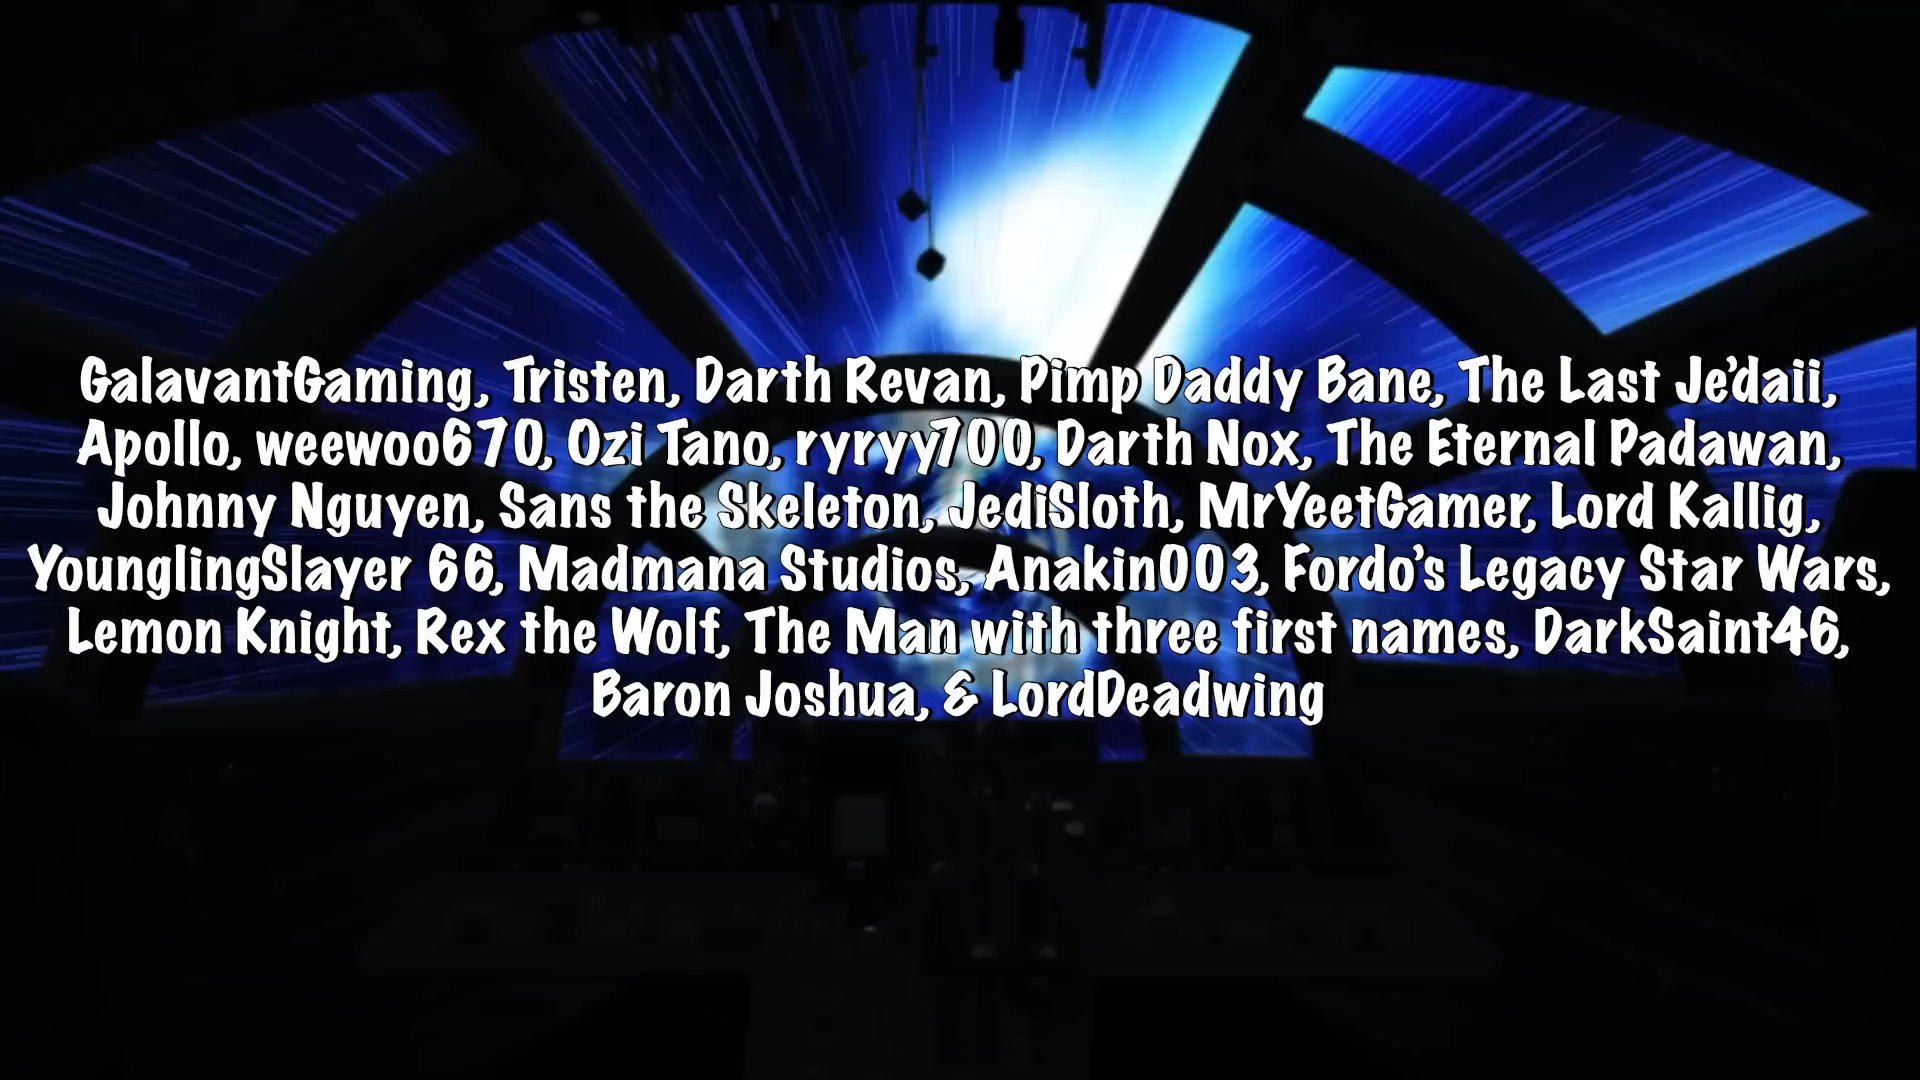 GalavantGaming, Tristen, Darth Revan, Pimp Daddy Bane, The Last Je’daii,
Apollo, weewoo670, Ozi Tano, ryryy700, Darth Nox, The Eternal Padawan,
Johnny Nguyen, Sans the Skeleton, JediSloth, MrYeetGamer, Lord Kallig,
YounglingSlayer 66, Madmana Studios, Anakin003, Fordo’s Legacy Star Wars,
Lemon Knight, Rex the Wolf, The Man with three first names, DarkSaint46,
Baron Joshua, & LordDeadwing